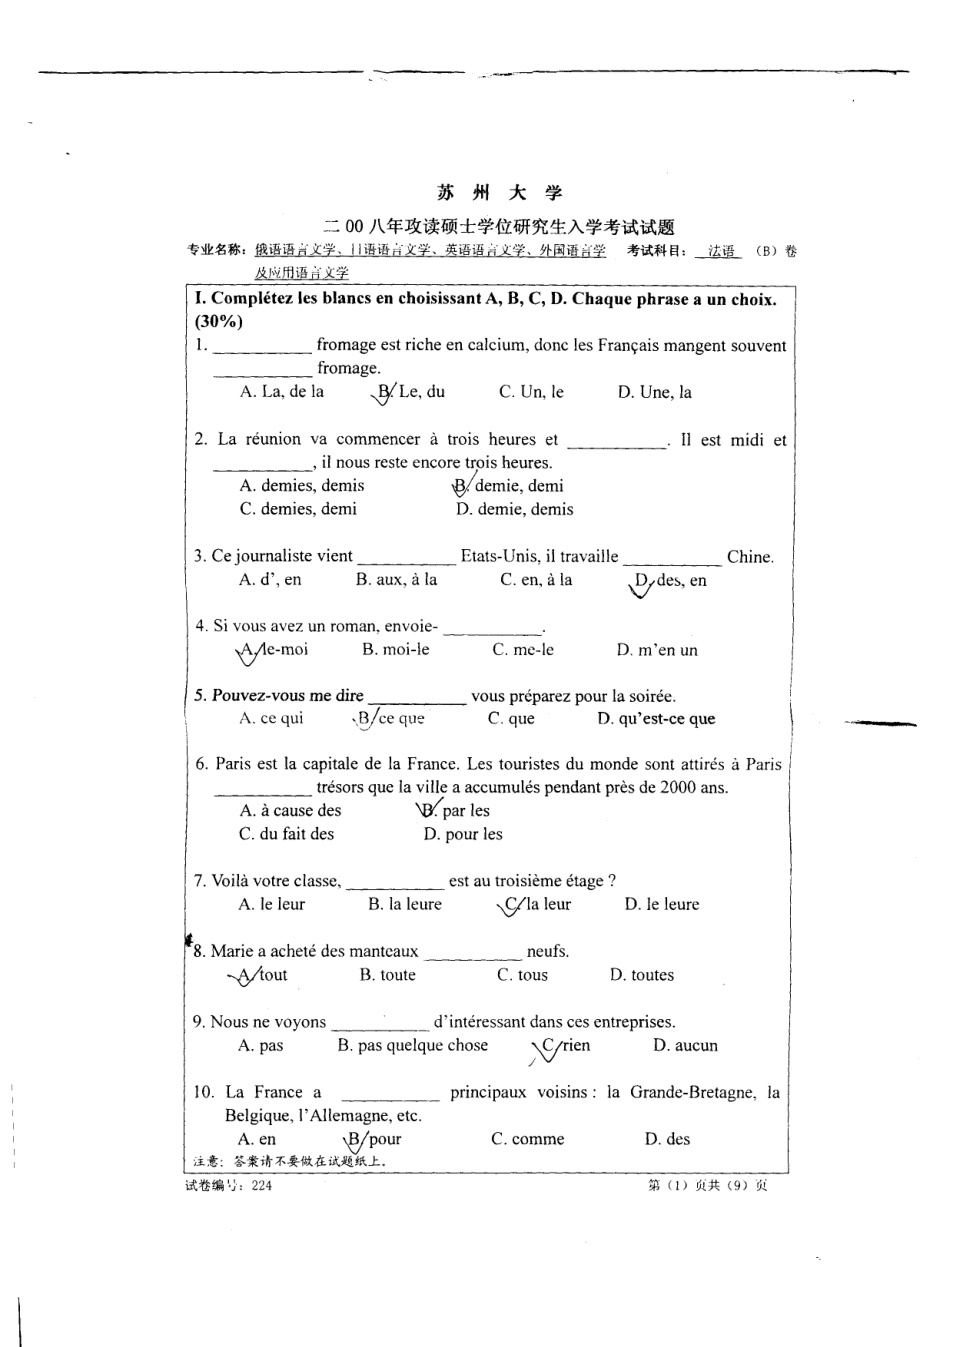 苏 州 大 学
二00八年攻读硕士学位研究生入学考试试题
专业名称：俄语语言文学、日语语言文学、英语语言文学、外国语言学 考试科目： 法语 （B）卷
及应用语言文学
I. Complétez les blancs en choisissant A, B, C, D. Chaque phrase a un choix.
(30%)
1. __________ fromage est riche en calcium, donc les Français mangent souvent
__________ fromage.
A. La, de la B. Le, du C. Un, le D. Une, la
2. La réunion va commencer à trois heures et __________. Il est midi et
__________, il nous reste encore trois heures.
A. demies, demis B. demie, demi
C. demies, demi D. demie, demis
3. Ce journaliste vient __________ Etats-Unis, il travaille __________ Chine.
A. d’, en B. aux, à la C. en, à la D. des, en
4. Si vous avez un roman, envoie- __________.
A. le-moi B. moi-le C. me-le D. m’en un
5. Pouvez-vous me dire __________ vous préparez pour la soirée.
A. ce qui B. ce que C. que D. qu’est-ce que
6. Paris est la capitale de la France. Les touristes du monde sont attirés à Paris
__________ trésors que la ville a accumulés pendant près de 2000 ans.
A. à cause des B. par les
C. du fait des D. pour les
7. Voilà votre classe, __________ est au troisième étage ?
A. le leur B. la leure C. la leur D. le leure
8. Marie a acheté des manteaux __________ neufs.
A. tout B. toute C. tous D. toutes
9. Nous ne voyons __________ d’intéressant dans ces entreprises.
A. pas B. pas quelque chose C. rien D. aucun
10. La France a __________ principaux voisins : la Grande-Bretagne, la
Belgique, l’Allemagne, etc.
A. en B. pour C. comme D. des
注意：答案请不要做在试题纸上。
试卷编号：224 第（1）页共（9）页